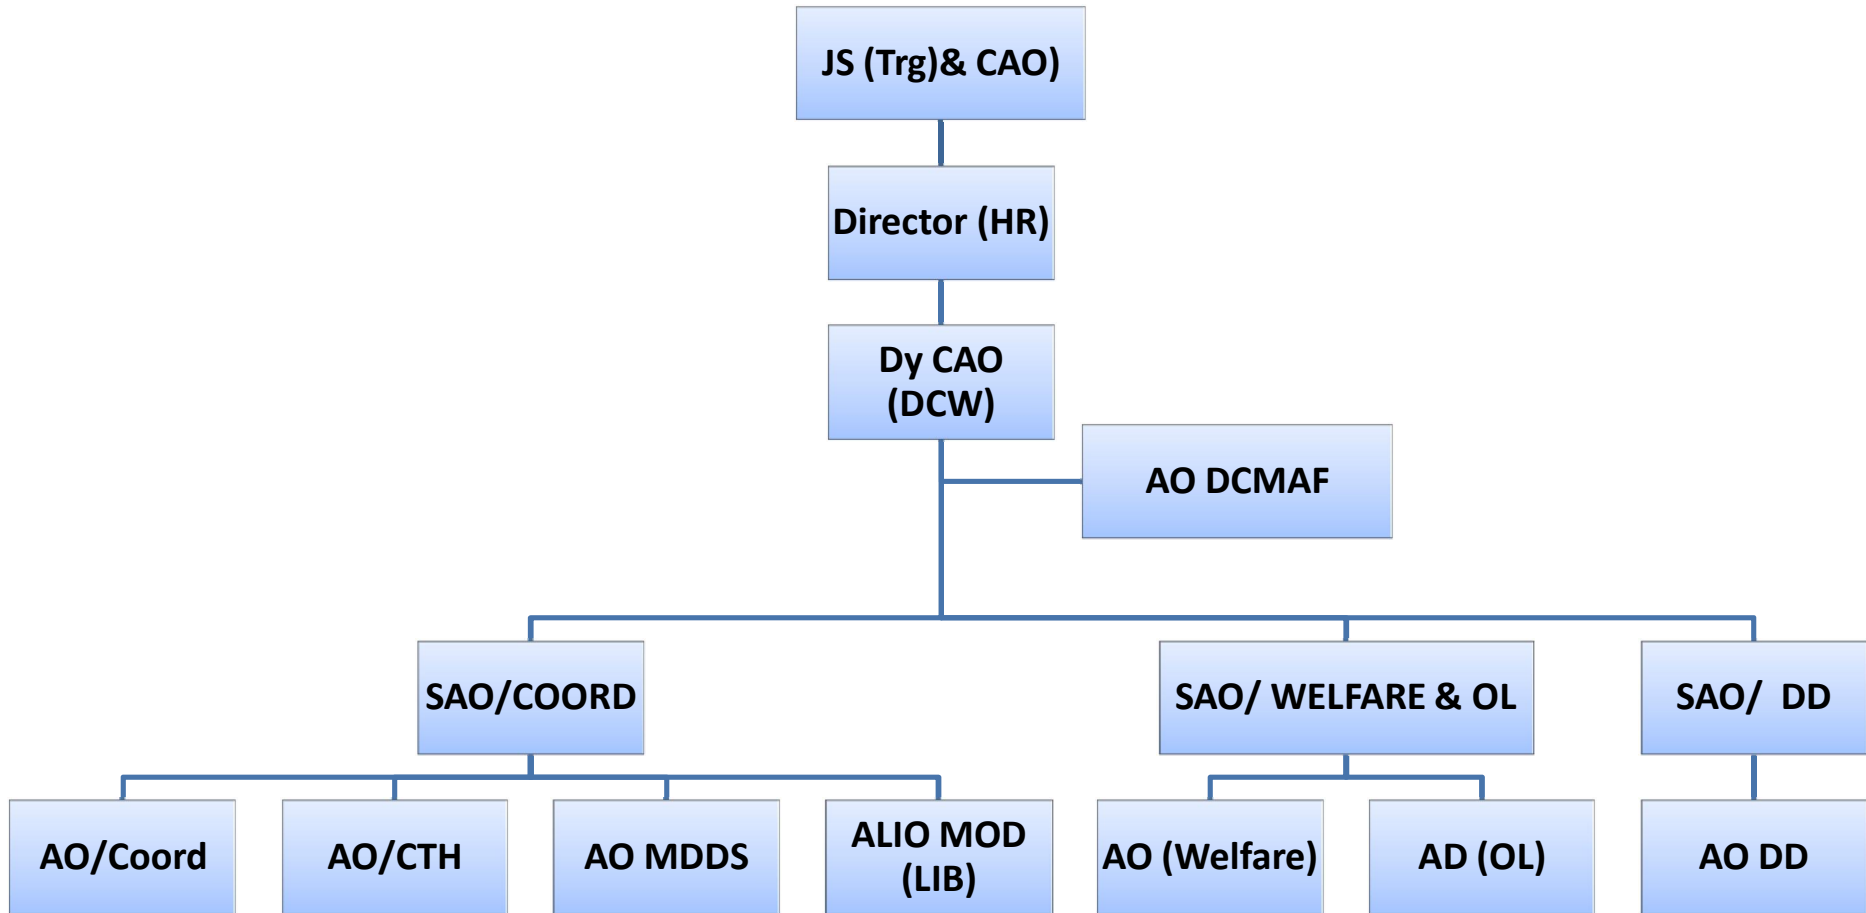 JS (Trg)& CAO)
Director (HR)
Dy CAO
(DCW)
AO DCMAF
SAO/COORD
SAO/ WELFARE & OL
SAO/ DD
AO/Coord
AO/CTH
AO MDDS
ALIO MOD
(LIB)
AO (Welfare)
AD (OL)
AO DD